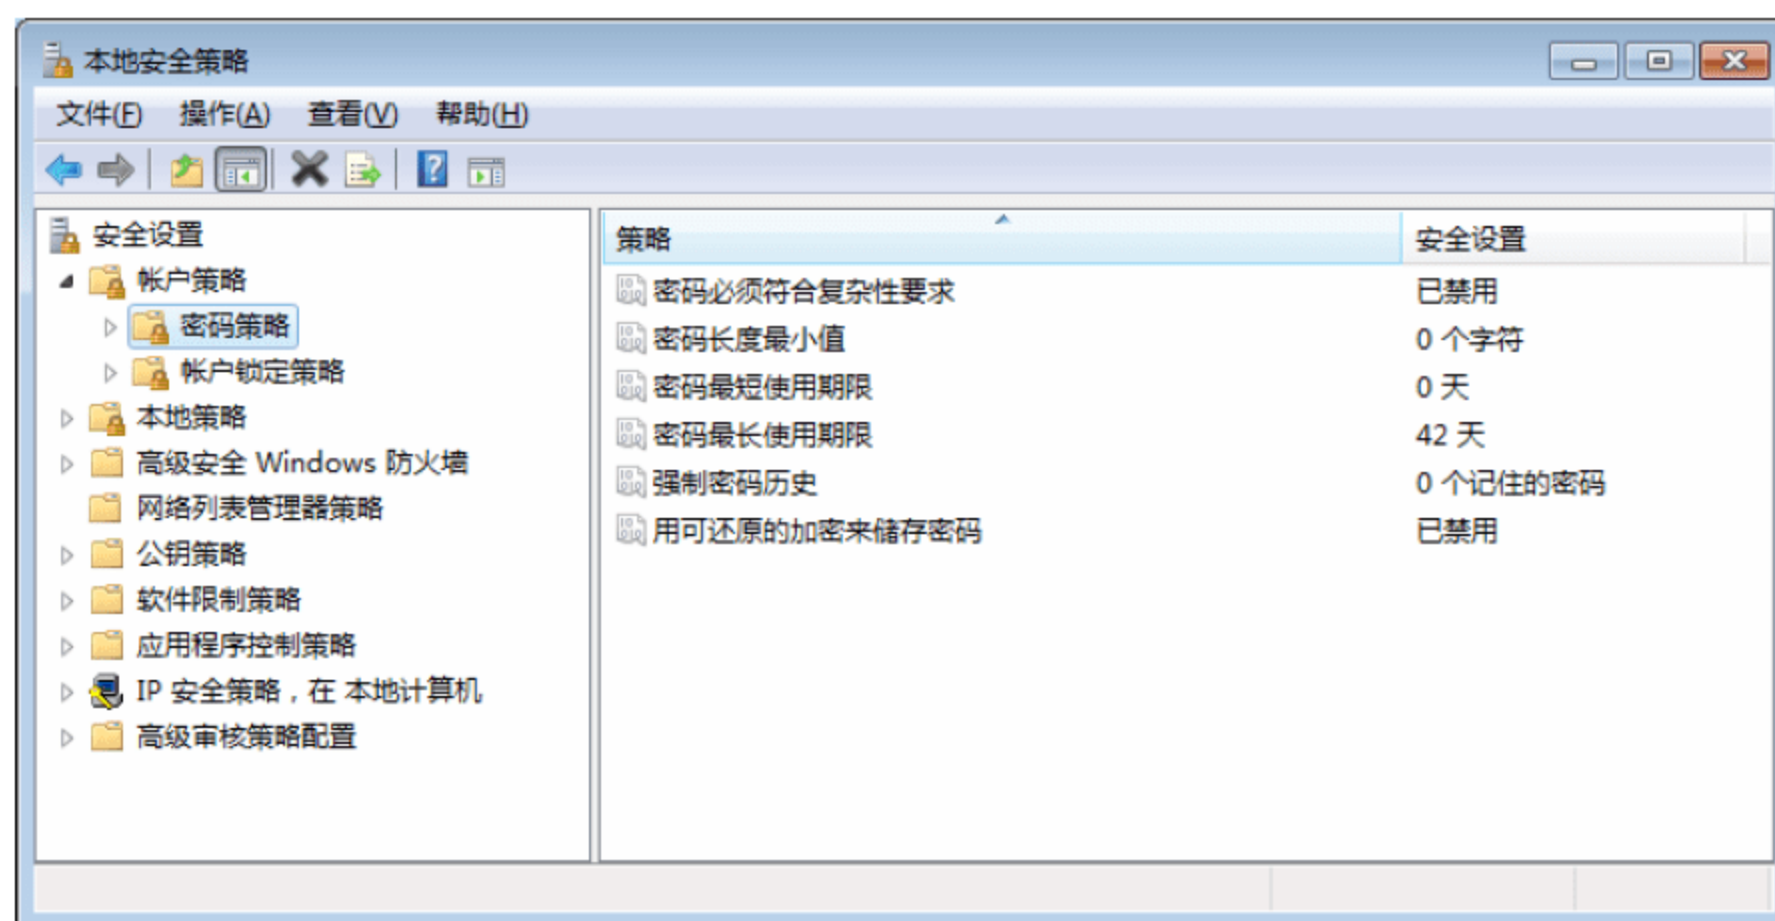 本地安全策略
文件(F) 操作(A) 查看(V) 帮助(H)
安全设置
帐户策略
密码策略
帐户锁定策略
本地策略
高级安全 Windows 防火墙
网络列表管理器策略
公钥策略
软件限制策略
应用程序控制策略
IP 安全策略，在 本地计算机
高级审核策略配置
策略 安全设置
密码必须符合复杂性要求 已禁用
密码长度最小值 0 个字符
密码最短使用期限 0 天
密码最长使用期限 42 天
强制密码历史 0 个记住的密码
用可还原的加密来储存密码 已禁用